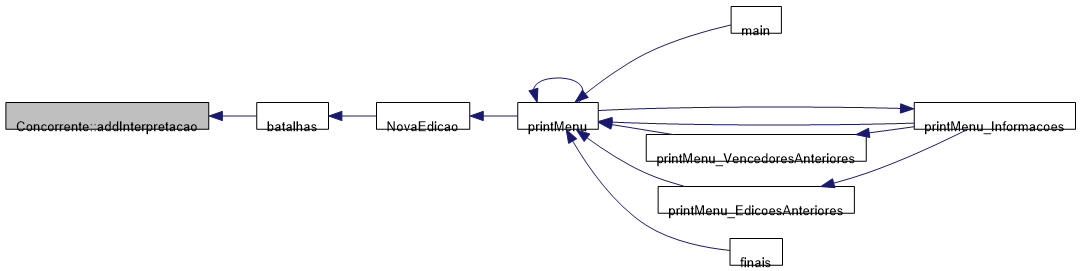 main
Concorrente::addInterpretacao
batalhas
NovaEdicao
printMenu
printMenu_Informacoes
printMenu_VencedoresAnteriores
printMenu_EdicoesAnteriores
finais